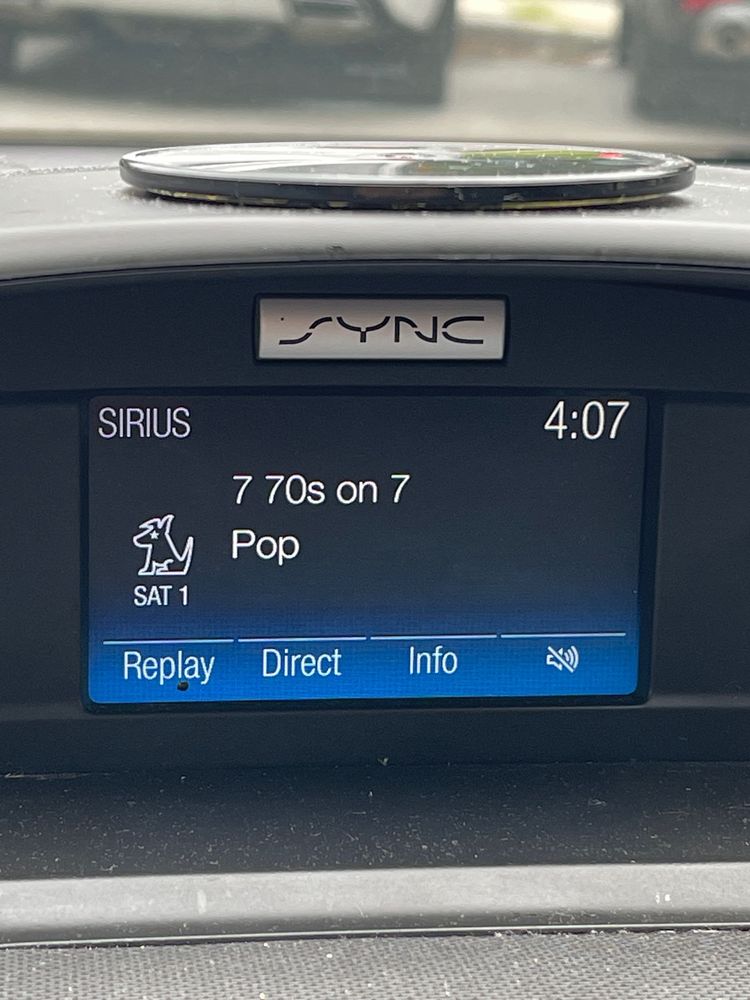 SYNC
SIRIUS 4:07
7 70s on 7
Pop
SAT 1
Replay Direct Info